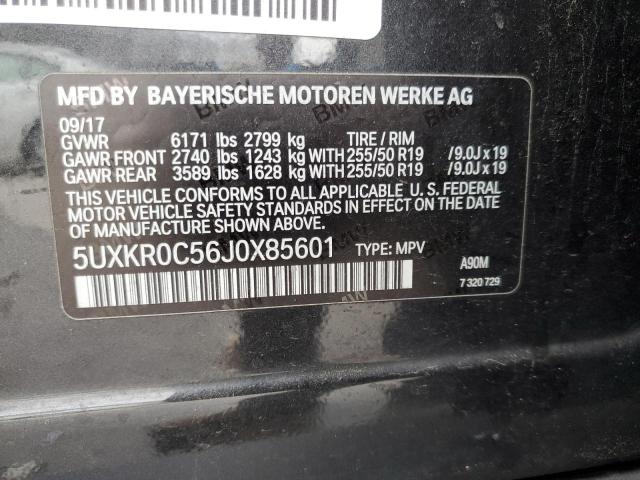 MFD BY BAYERISCHE MOTOREN WERKE AG
09/17
GVWR 6171 lbs 2799 kg TIRE / RIM
GAWR FRONT 2740 lbs 1243 kg WITH 255/50 R19 /9.0J x 19
GAWR REAR 3589 lbs 1628 kg WITH 255/50 R19 /9.0J x 19
THIS VEHICLE CONFORMS TO ALL APPLICABLE U. S. FEDERAL
MOTOR VEHICLE SAFETY STANDARDS IN EFFECT ON THE DATE
OF MANUFACTURE SHOWN ABOVE.
5UXKR0C56J0X85601 TYPE: MPV
A90M
7 320 729